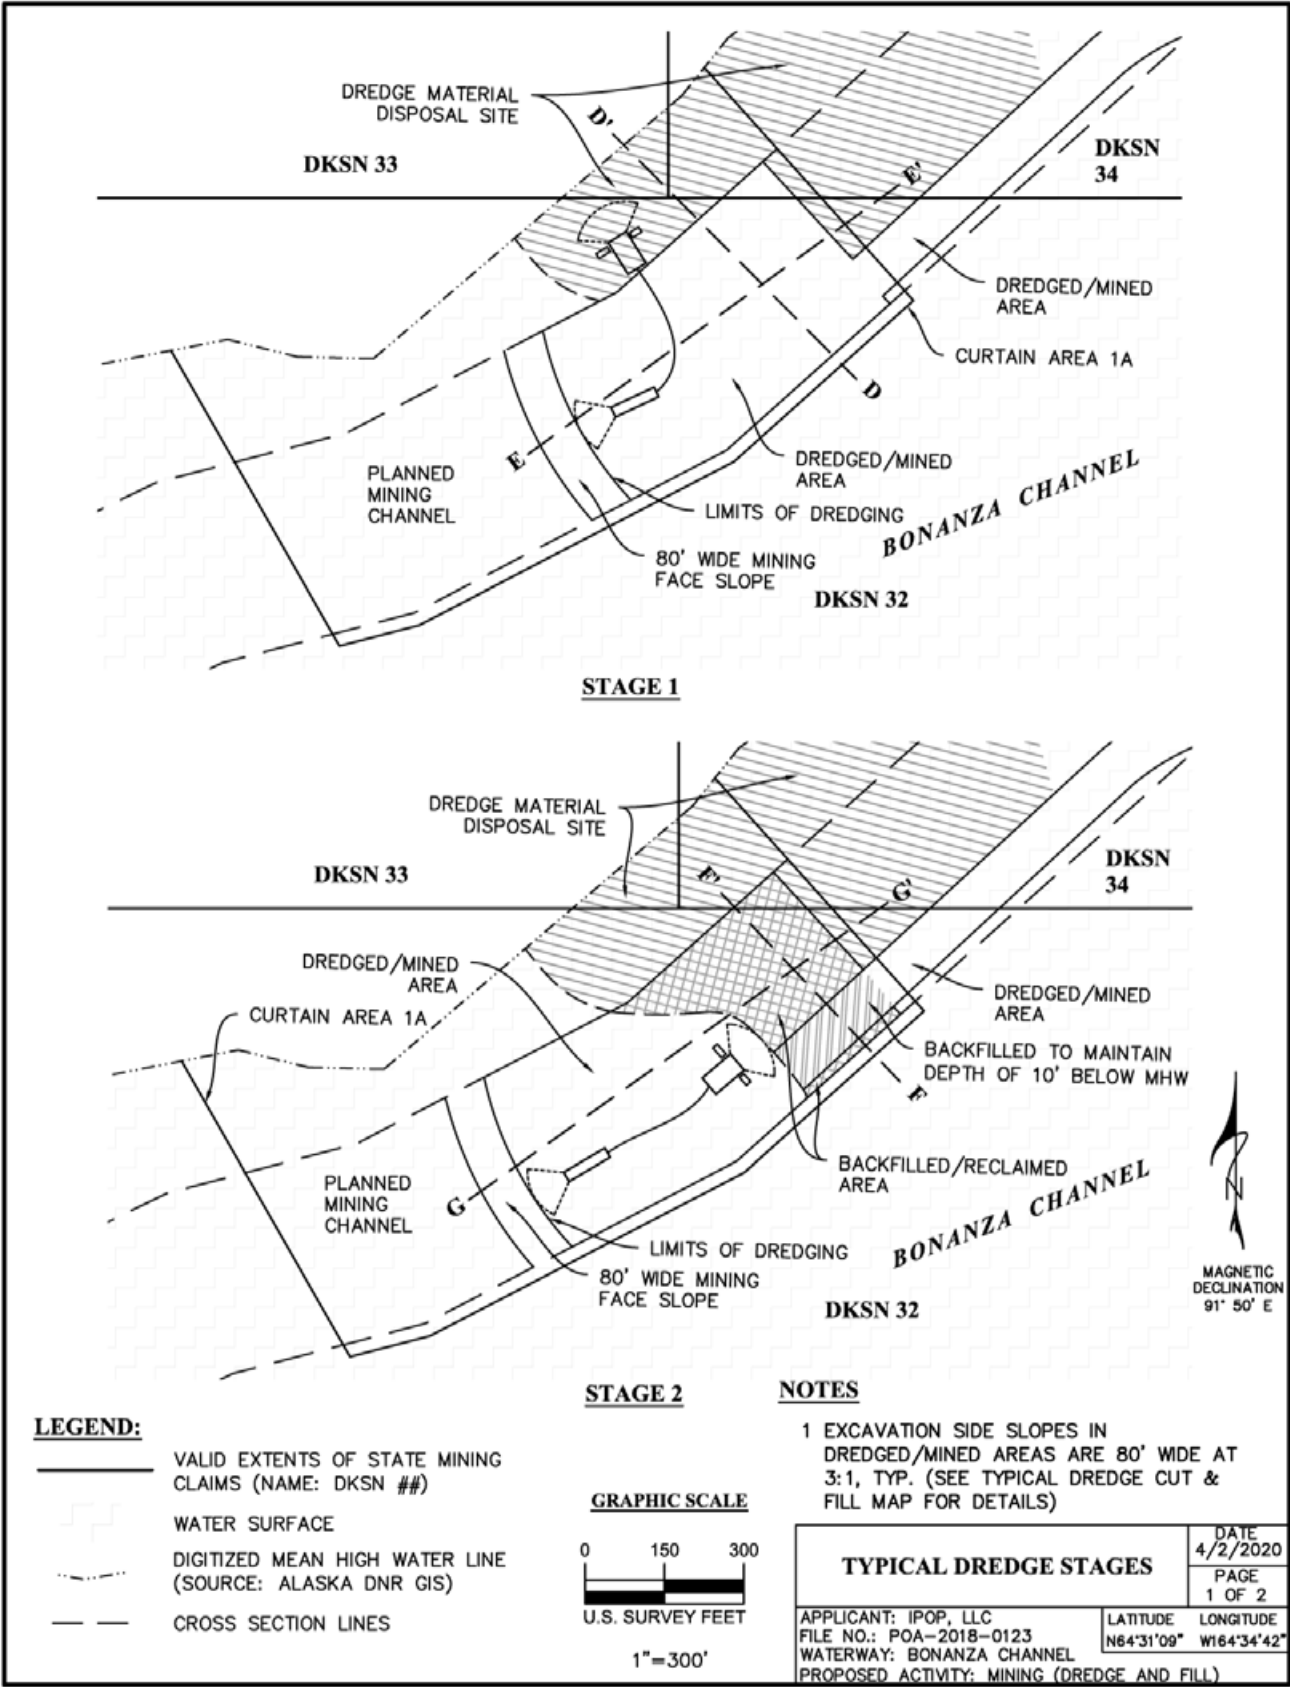 DREDGE MATERIAL
DISPOSAL SITE
D'
DKSN 33
DKSN
34
E'
DREDGED/MINED
AREA
CURTAIN AREA 1A
D
E
DREDGED/MINED
AREA
PLANNED
MINING
CHANNEL
LIMITS OF DREDGING
BONANZA CHANNEL
80' WIDE MINING
FACE SLOPE
DKSN 32
STAGE 1
DREDGE MATERIAL
DISPOSAL SITE
DKSN 33
F'
G'
DKSN
34
DREDGED/MINED
AREA
CURTAIN AREA 1A
DREDGED/MINED
AREA
BACKFILLED TO MAINTAIN
DEPTH OF 10' BELOW MHW
F
BACKFILLED/RECLAIMED
AREA
PLANNED
MINING
CHANNEL
G
BONANZA CHANNEL
LIMITS OF DREDGING
80' WIDE MINING
FACE SLOPE
DKSN 32
N
MAGNETIC
DECLINATION
91° 50' E
STAGE 2
NOTES
1 EXCAVATION SIDE SLOPES IN
DREDGED/MINED AREAS ARE 80' WIDE AT
3:1, TYP. (SEE TYPICAL DREDGE CUT &
FILL MAP FOR DETAILS)
LEGEND:
VALID EXTENTS OF STATE MINING
CLAIMS (NAME: DKSN ##)
WATER SURFACE
DIGITIZED MEAN HIGH WATER LINE
(SOURCE: ALASKA DNR GIS)
CROSS SECTION LINES
GRAPHIC SCALE
0 150 300
U.S. SURVEY FEET
1"=300'
TYPICAL DREDGE STAGES
DATE
4/2/2020
PAGE
1 OF 2
APPLICANT: IPOP, LLC
FILE NO.: POA-2018-0123
WATERWAY: BONANZA CHANNEL
PROPOSED ACTIVITY: MINING (DREDGE AND FILL)
LATITUDE LONGITUDE
N64°31'09" W164°34'42"